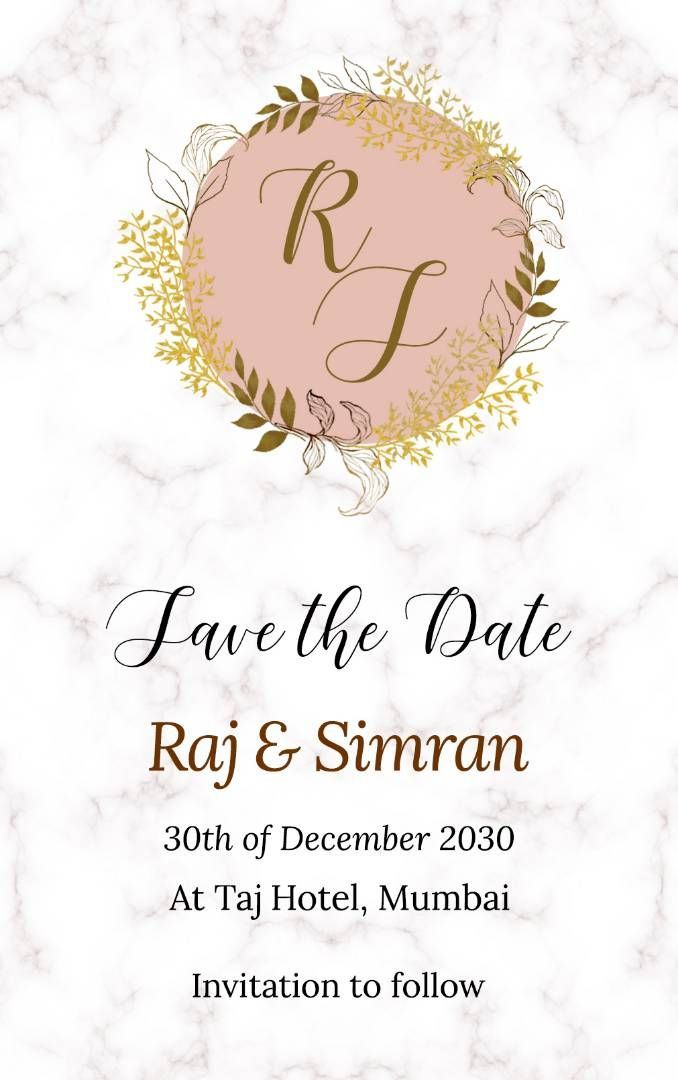 R
S
Save the Date
Raj & Simran
30th of December 2030
At Taj Hotel, Mumbai
Invitation to follow